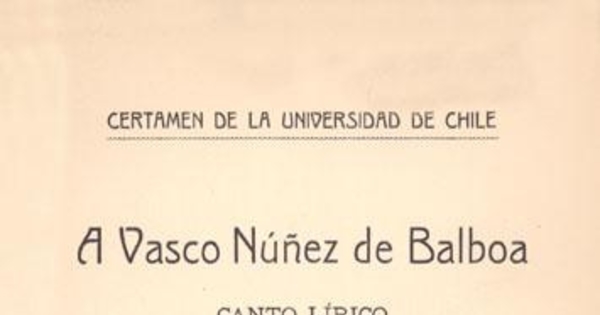 CERTAMEN DE LA UNIVERSIDAD DE CHILE
A Vasco Núñez de Balboa
CANTO LÍRICO